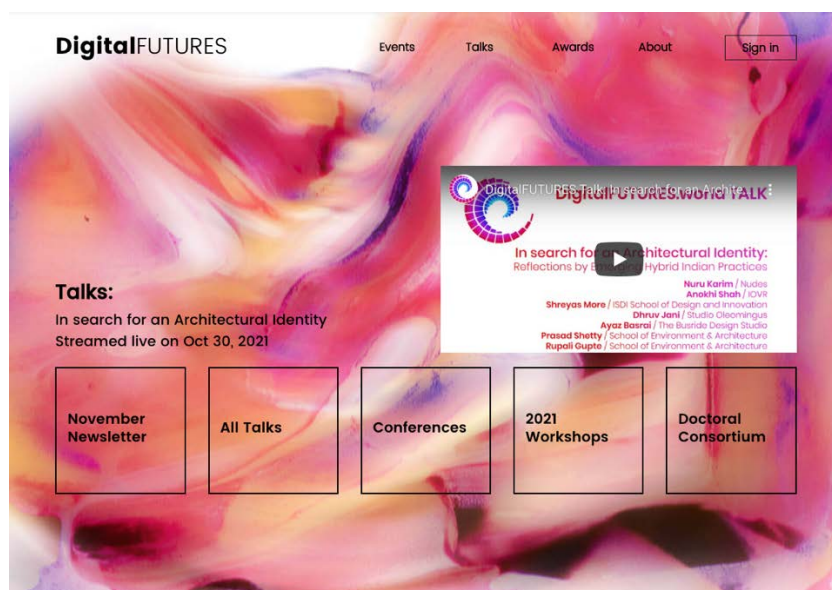 DigitalFUTURES
Events
Talks
Awards
About
Sign in
DigitalFUTURES Talk: In search for an Archite...
DigitalFUTURES.world TALK
In search for an Architectural Identity:
Reflections by Emerging Hybrid Indian Practices
Nuru Karim / Nudes
Anokhi Shah / IOVR
Shreyas More / ISDI School of Design and Innovation
Dhruv Jani / Studio Oleomingus
Ayaz Basrai / The Busride Design Studio
Prasad Shetty / School of Environment & Architecture
Rupali Gupte / School of Environment & Architecture
Talks:
In search for an Architectural Identity
Streamed live on Oct 30, 2021
November
Newsletter
All Talks
Conferences
2021
Workshops
Doctoral
Consortium